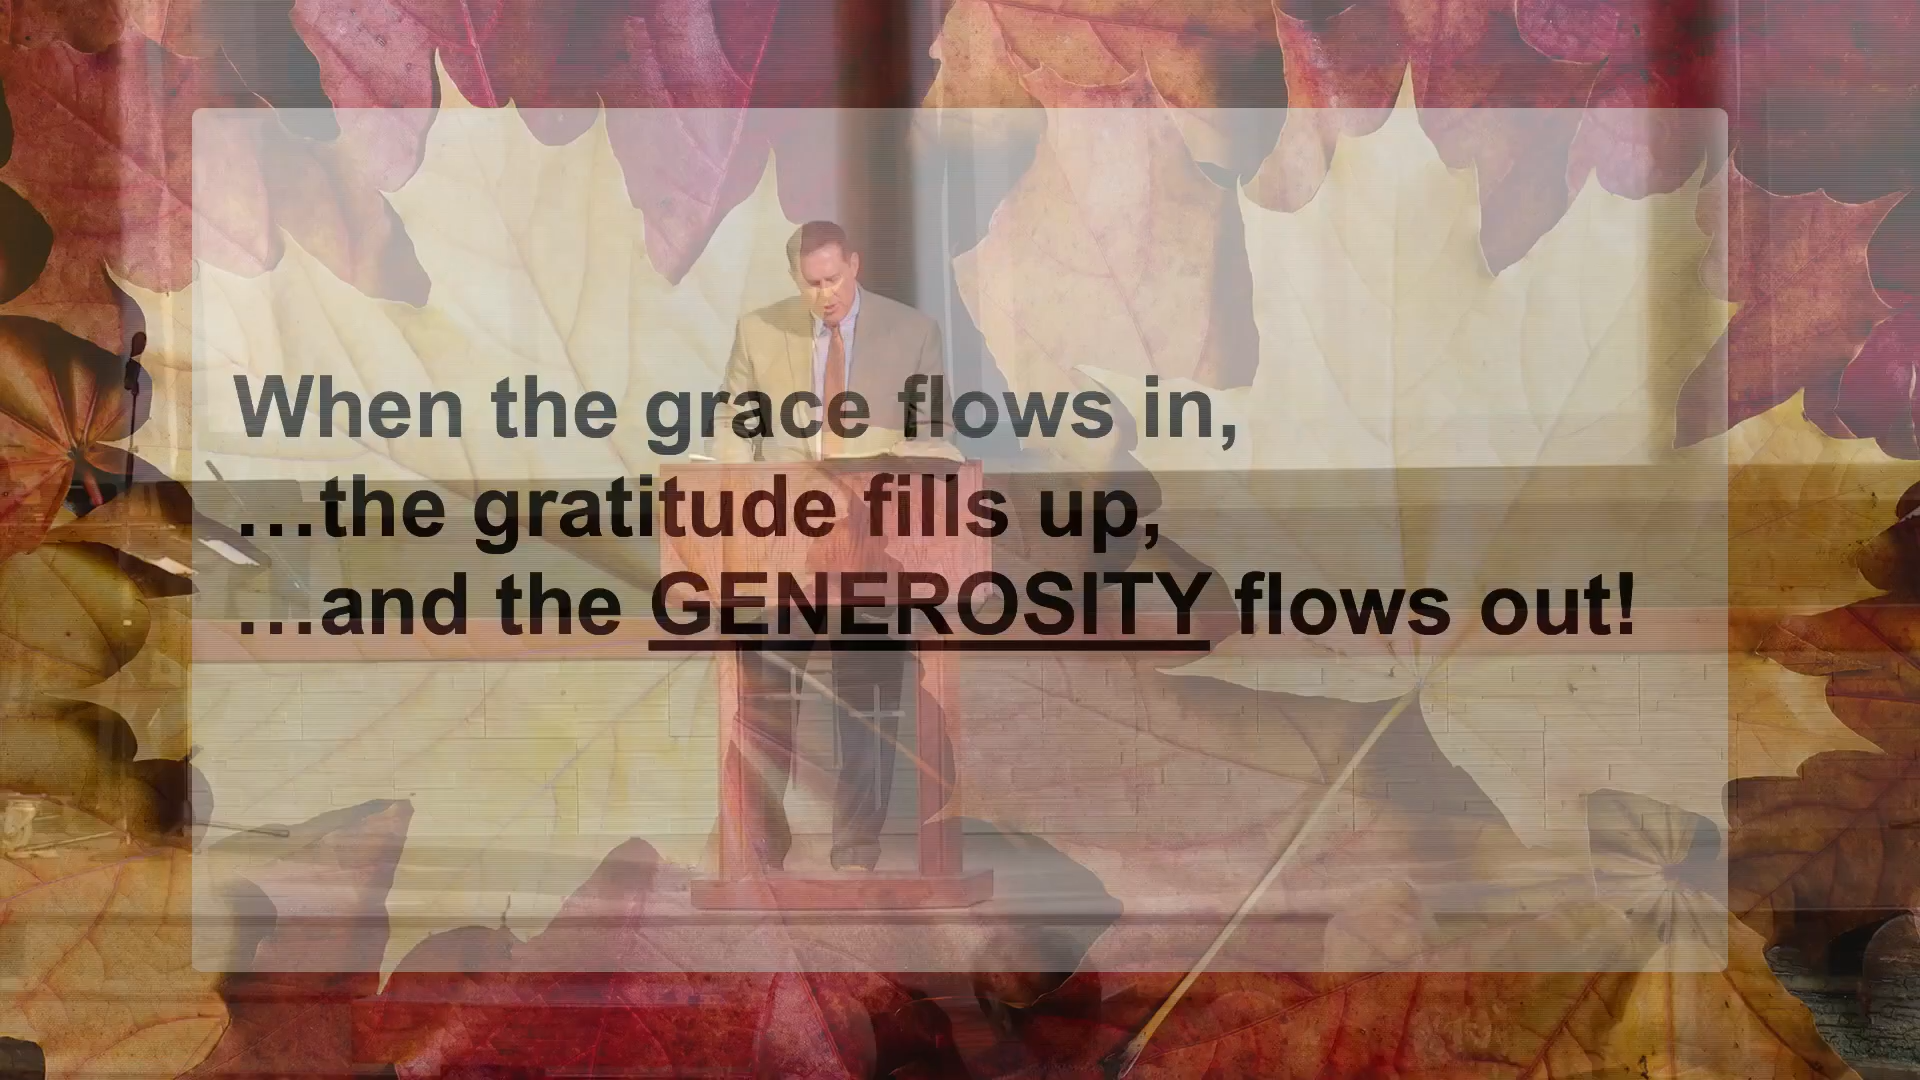 When the grace flows in,
…the gratitude fills up,
…and the GENEROSITY flows out!